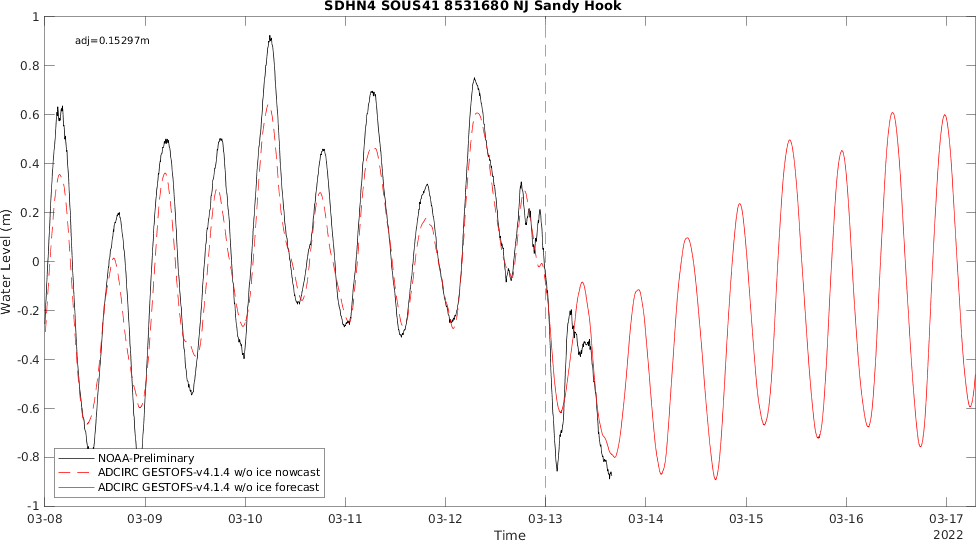 SDHN4 SOUS41 8531680 NJ Sandy Hook
adj=0.15297m
1
0.8
0.6
0.4
0.2
0
-0.2
-0.4
-0.6
-0.8
-1
Water Level (m)
NOAA-Preliminary
ADCIRC GESTOFS-v4.1.4 w/o ice nowcast
ADCIRC GESTOFS-v4.1.4 w/o ice forecast
03-08 03-09 03-10 03-11 03-12 03-13 03-14 03-15 03-16 03-17
Time
2022